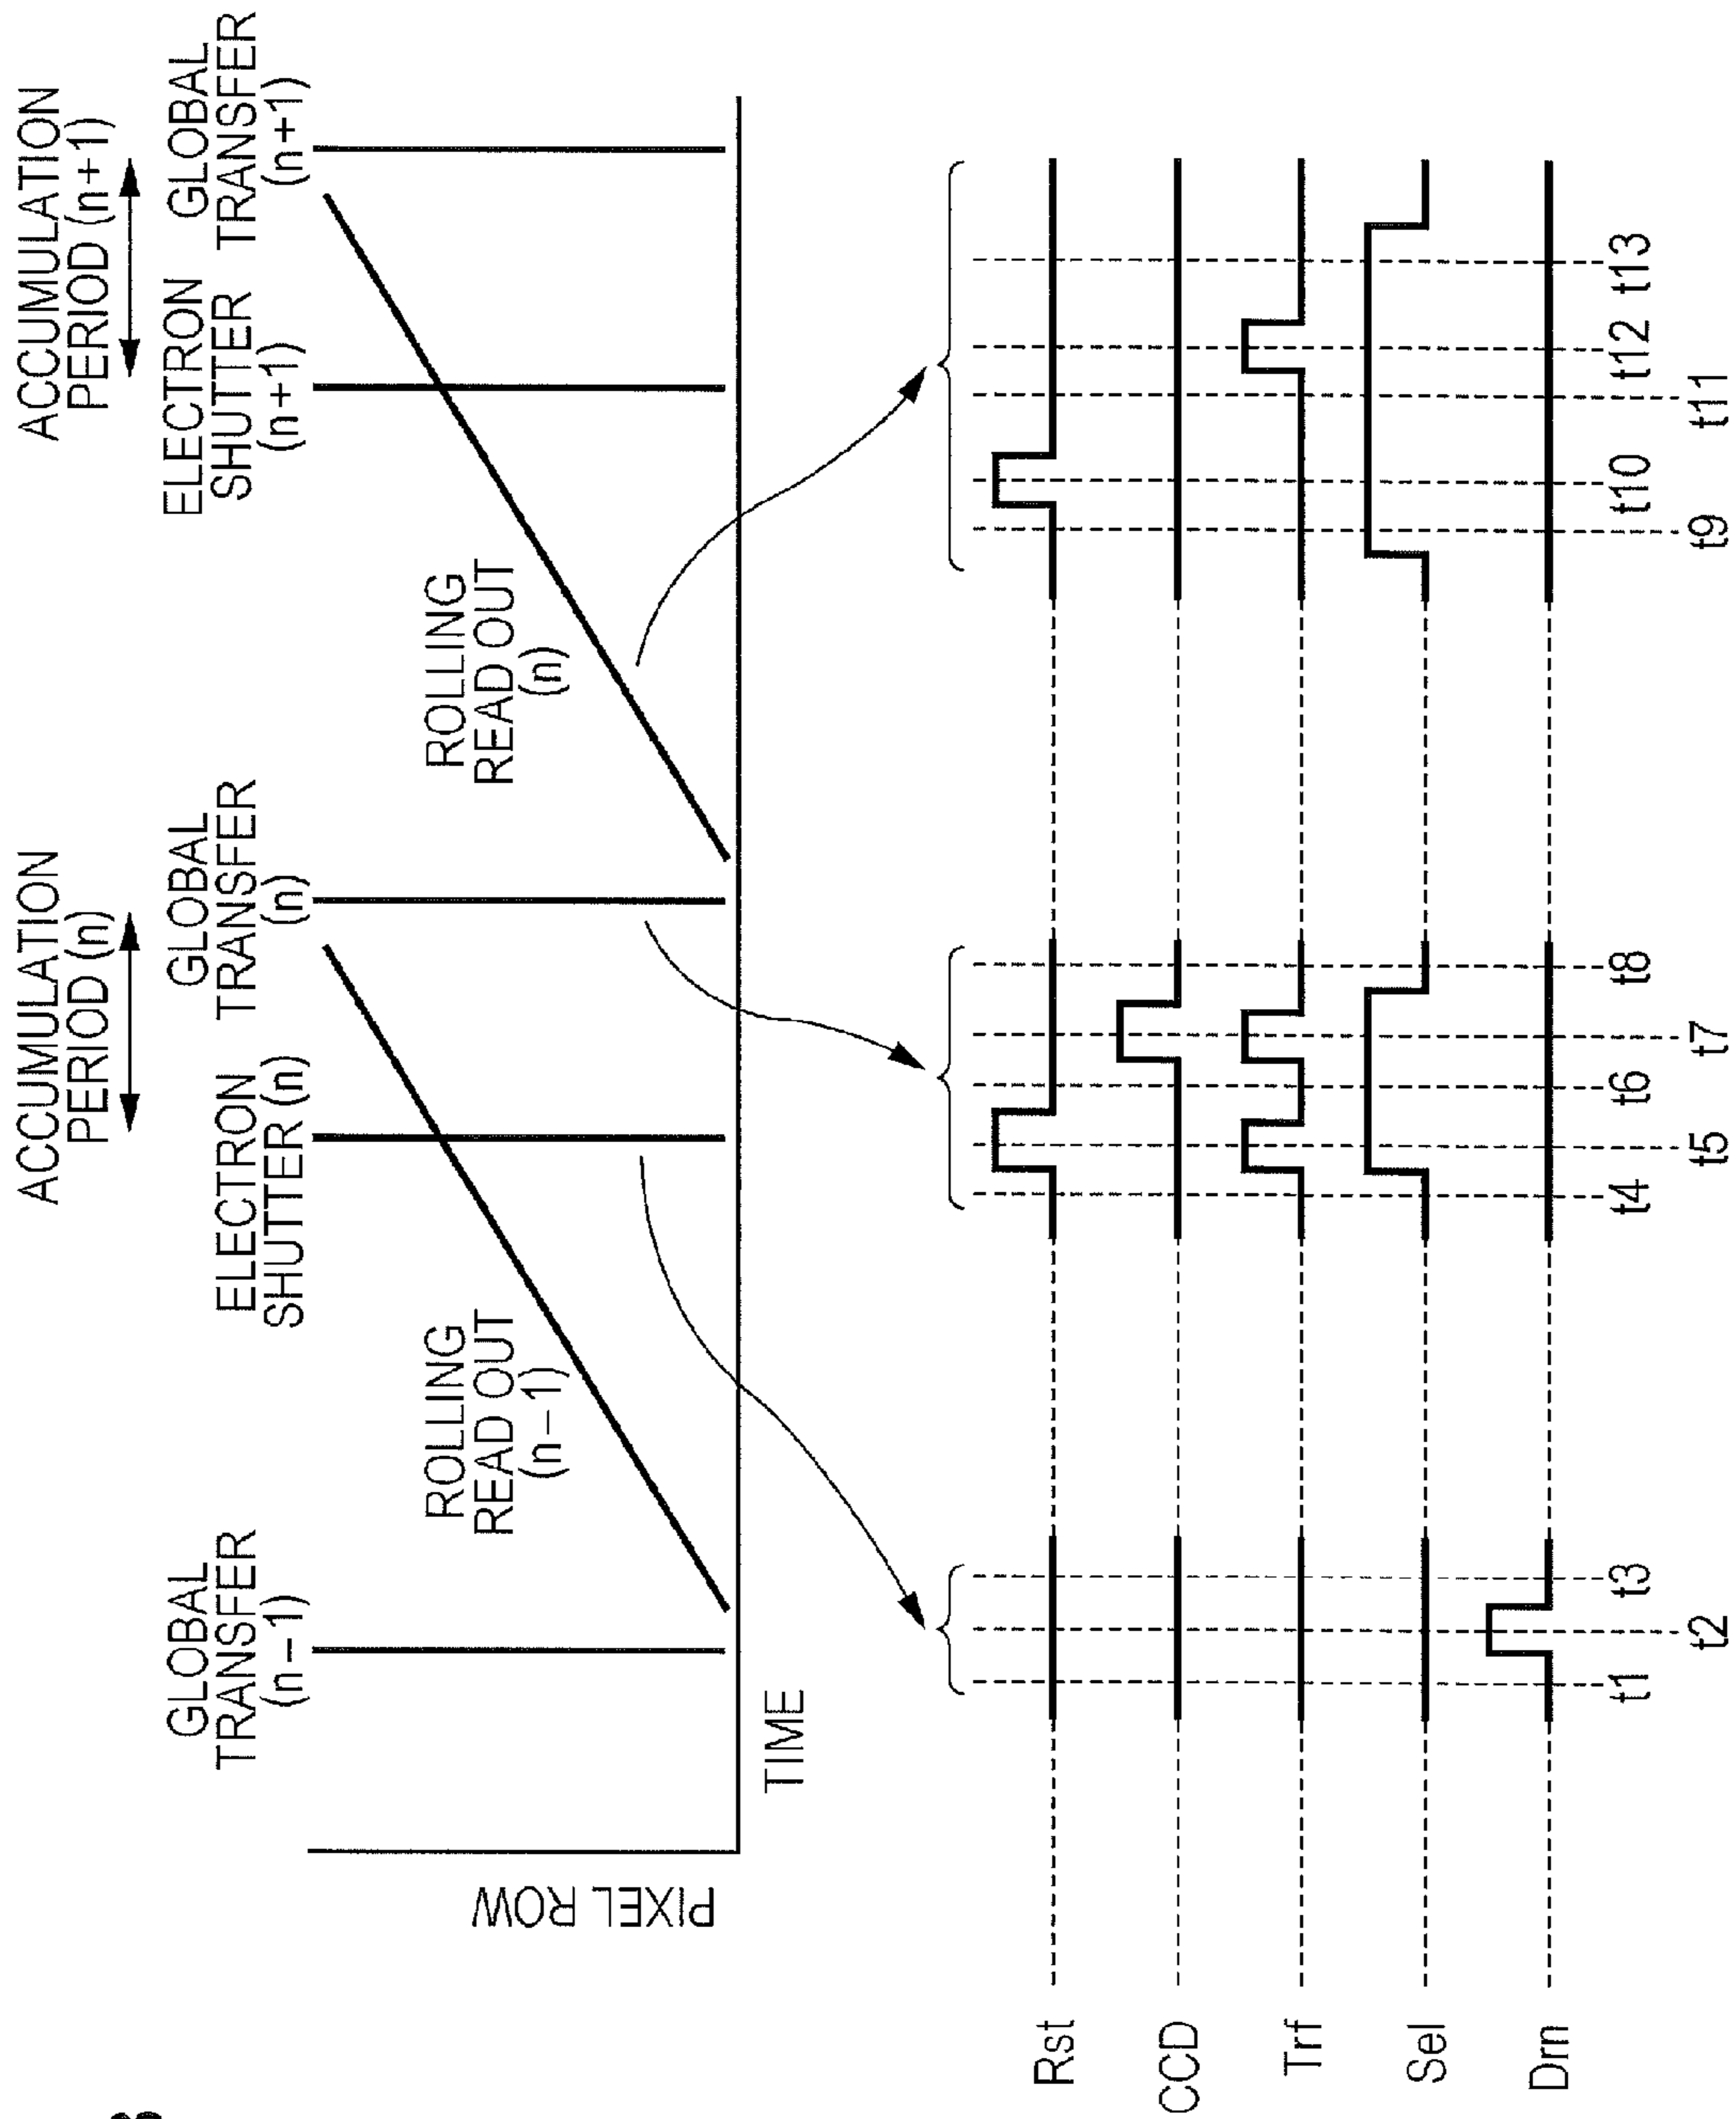 ACCUMULATION
PERIOD (n)
ACCUMULATION
PERIOD (n+1)
GLOBAL
TRANSFER
(n−1)
ELECTRON
SHUTTER (n)
GLOBAL
TRANSFER
(n)
ELECTRON
SHUTTER
(n+1)
GLOBAL
TRANSFER
(n+1)
PIXEL ROW
ROLLING
READ OUT
(n−1)
ROLLING
READ OUT
(n)
TIME
Rst
CCD
Trf
Sel
Drn
t1
t2
t3
t4
t5
t6
t7
t8
t9
t10
t11
t12
t13